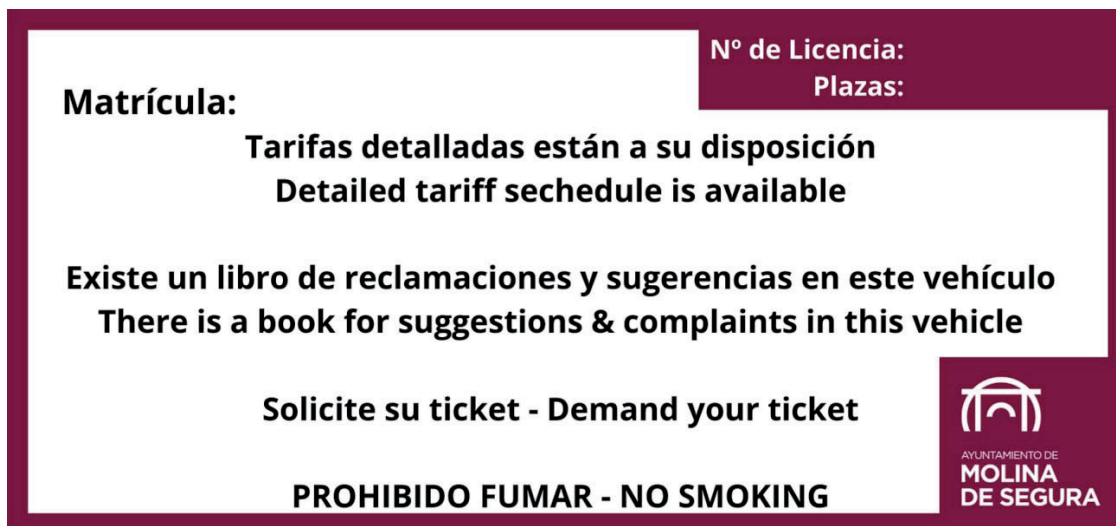 Nº de Licencia:
Plazas:
Matrícula:
Tarifas detalladas están a su disposición
Detailed tariff sechedule is available
Existe un libro de reclamaciones y sugerencias en este vehículo
There is a book for suggestions & complaints in this vehicle
Solicite su ticket - Demand your ticket
PROHIBIDO FUMAR - NO SMOKING
AYUNTAMIENTO DE
MOLINA
DE SEGURA